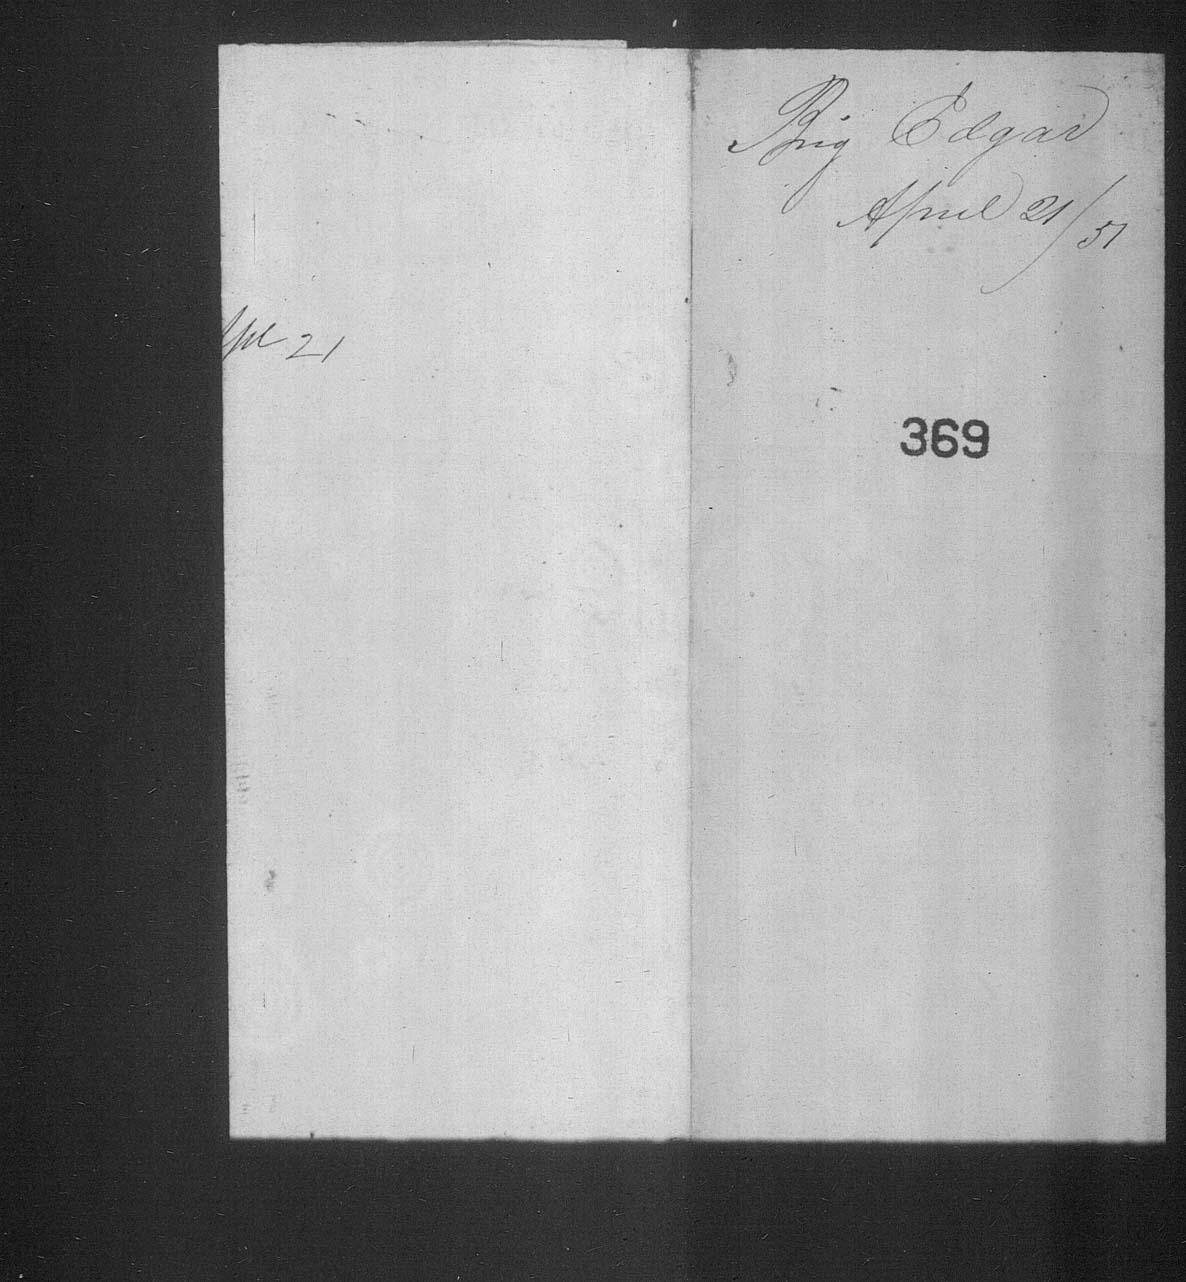 Brig Edgar
April 21/51
Apl 21
369